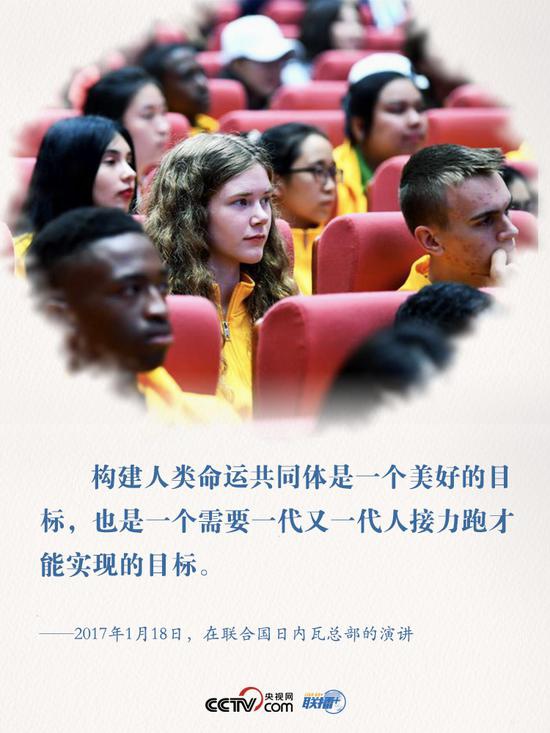 构建人类命运共同体是一个美好的目
标，也是一个需要一代又一代人接力跑才
能实现的目标。
——2017年1月18日，在联合国日内瓦总部的演讲
CCTV 央视网
com
联播+